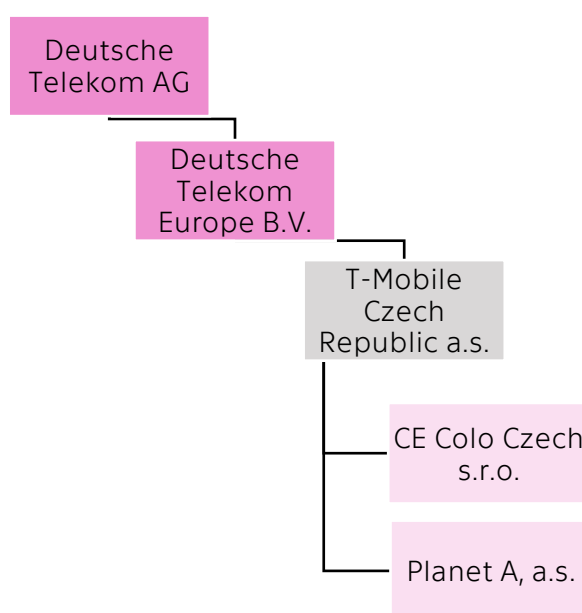 Deutsche
Telekom AG
Deutsche
Telekom
Europe B.V.
T-Mobile
Czech
Republic a.s.
CE Colo Czech
s.r.o.
Planet A, a.s.